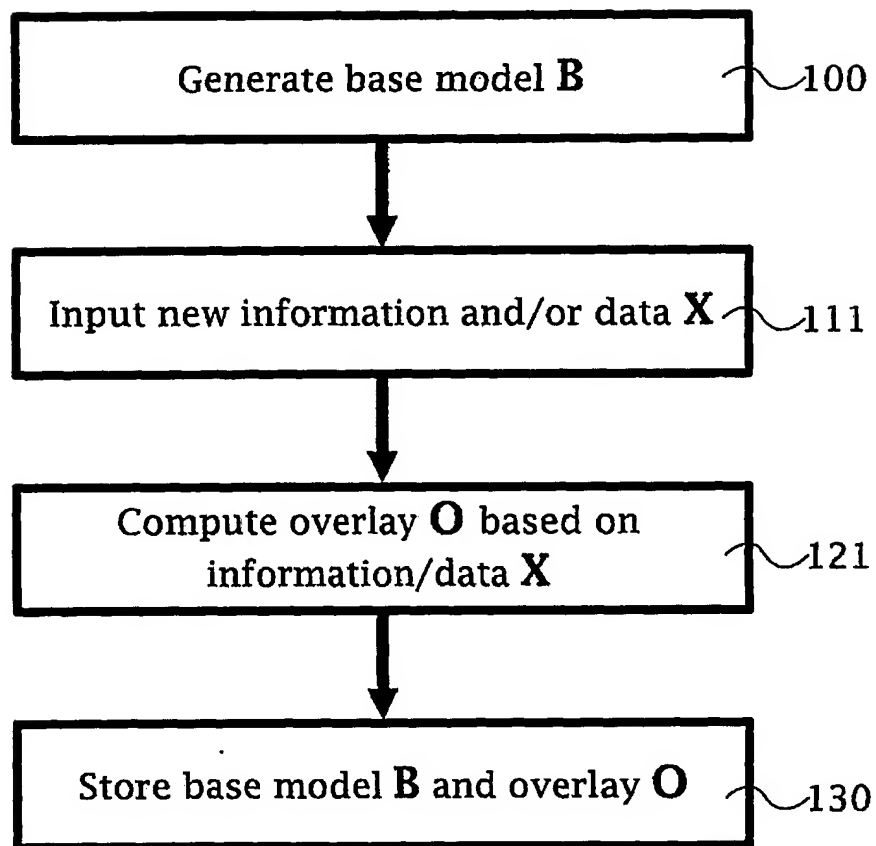 Generate base model B
100
Input new information and/or data X
111
Compute overlay O based on
information/data X
121
Store base model B and overlay O
130